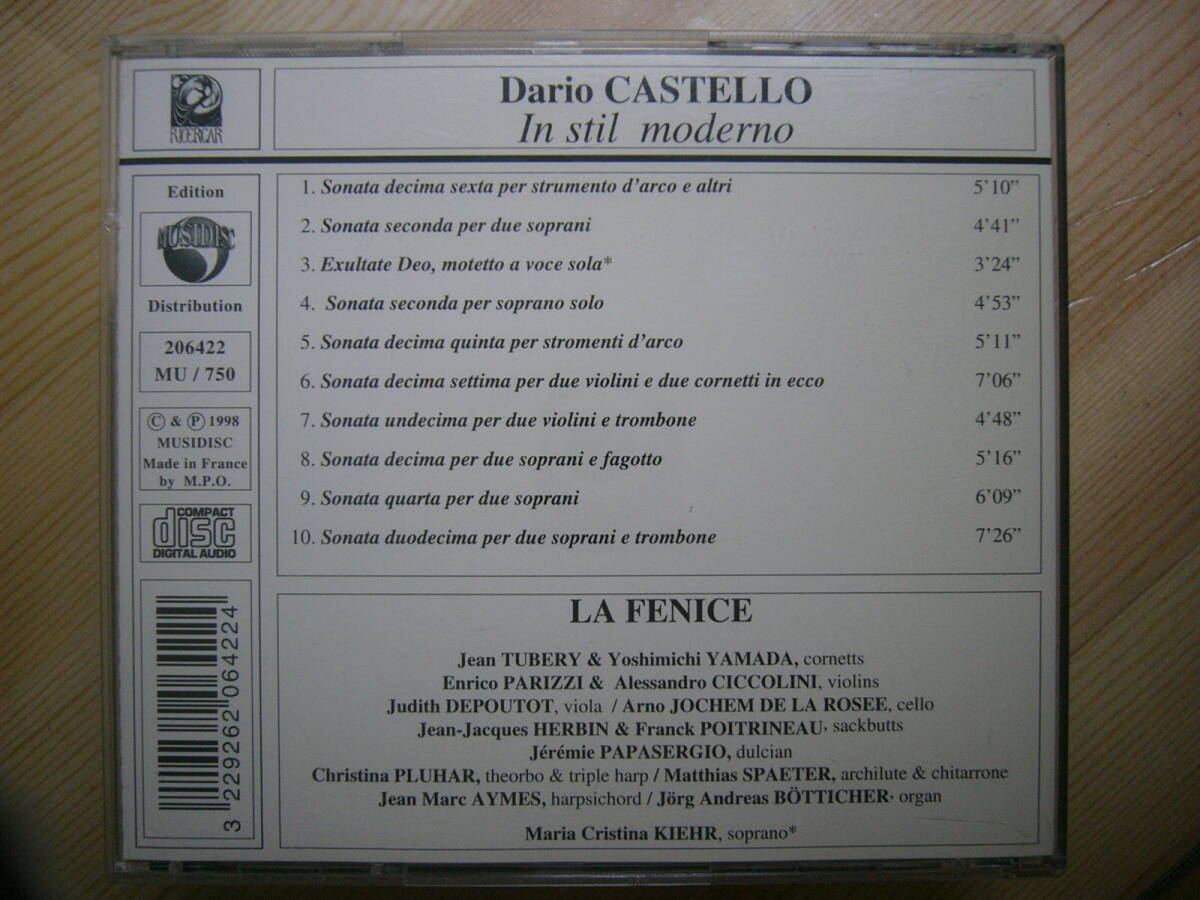 RICERCAR
Dario CASTELLO
In stil moderno
Edition
MUSIDISC
Distribution
206422
MU / 750
© & ℗ 1998
MUSIDISC
Made in France
by M.P.O.
COMPACT
disc
DIGITAL AUDIO
3 229262 064224
1. Sonata decima sexta per strumento d'arco e altri 5'10"
2. Sonata seconda per due soprani 4'41"
3. Exultate Deo, motetto a voce sola* 3'24"
4. Sonata seconda per soprano solo 4'53"
5. Sonata decima quinta per stromenti d'arco 5'11"
6. Sonata decima settima per due violini e due cornetti in ecco 7'06"
7. Sonata undecima per due violini e trombone 4'48"
8. Sonata decima per due soprani e fagotto 5'16"
9. Sonata quarta per due soprani 6'09"
10. Sonata duodecima per due soprani e trombone 7'26"
LA FENICE
Jean TUBERY & Yoshimichi YAMADA, cornetts
Enrico PARIZZI & Alessandro CICCOLINI, violins
Judith DEPOUTOT, viola / Arno JOCHEM DE LA ROSEE, cello
Jean-Jacques HERBIN & Franck POITRINEAU, sackbutts
Jérémie PAPASERGIO, dulcian
Christina PLUHAR, theorbo & triple harp / Matthias SPAETER, archilute & chitarrone
Jean Marc AYMES, harpsichord / Jörg Andreas BÖTTICHER, organ
Maria Cristina KIEHR, soprano*